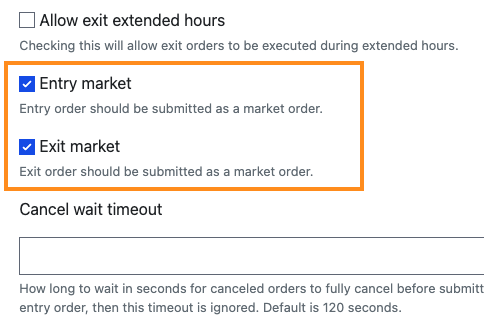 Allow exit extended hours
Checking this will allow exit orders to be executed during extended hours.
Entry market
Entry order should be submitted as a market order.
Exit market
Exit order should be submitted as a market order.
Cancel wait timeout
How long to wait in seconds for canceled orders to fully cancel before submitt
entry order, then this timeout is ignored. Default is 120 seconds.